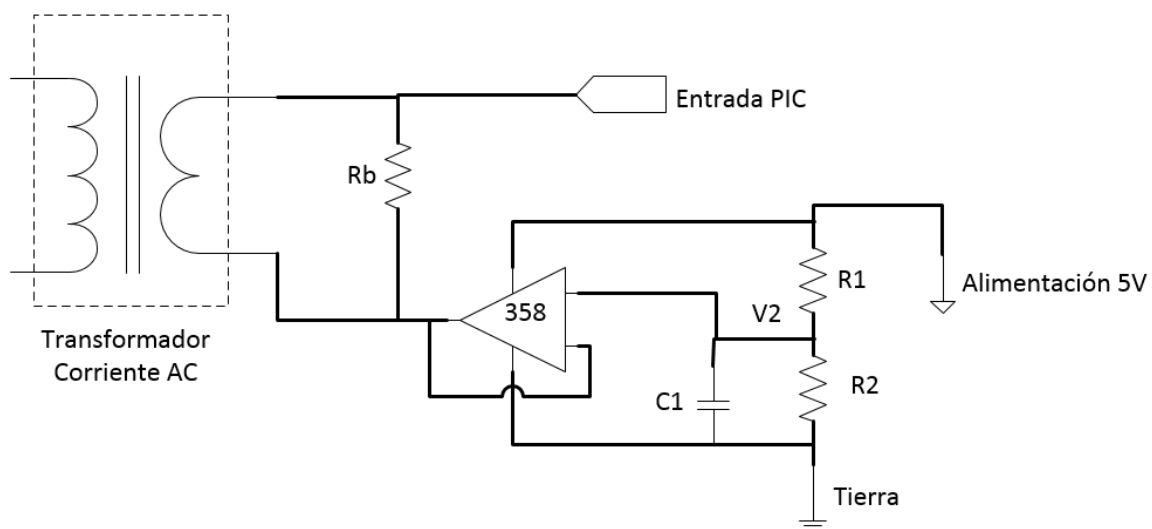 Entrada PIC
Rb
R1
Alimentación 5V
358
V2
Transformador
Corriente AC
C1
R2
Tierra